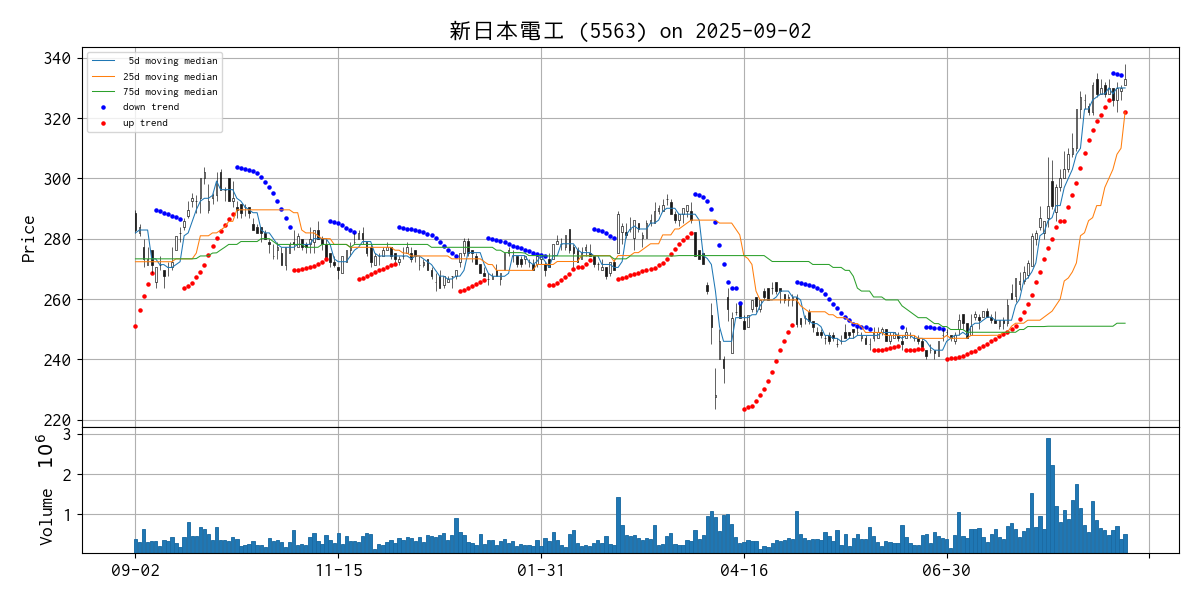 新日本電工 (5563) on 2025-09-02
5d moving median
25d moving median
75d moving median
down trend
up trend
Price
340
320
300
280
260
240
220
Volume 10^6
3
2
1
09-02
11-15
01-31
04-16
06-30